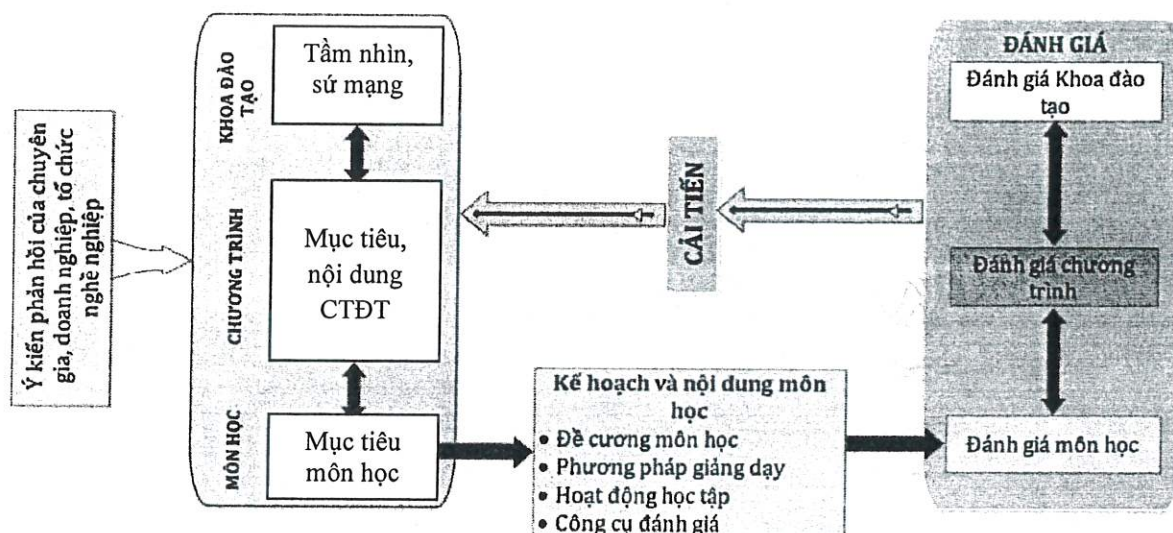 Ý kiến phản hồi của chuyên
gia, doanh nghiệp, tổ chức
nghề nghiệp
KHOA ĐÀO
TẠO
CHƯƠNG TRÌNH
MÔN HỌC
Tầm nhìn,
sứ mạng
Mục tiêu,
nội dung
CTĐT
Mục tiêu
môn học
Kế hoạch và nội dung môn
học
• Đề cương môn học
• Phương pháp giảng dạy
• Hoạt động học tập
• Công cụ đánh giá
CẢI TIẾN
ĐÁNH GIÁ
Đánh giá Khoa đào
tạo
Đánh giá chương
trình
Đánh giá môn học